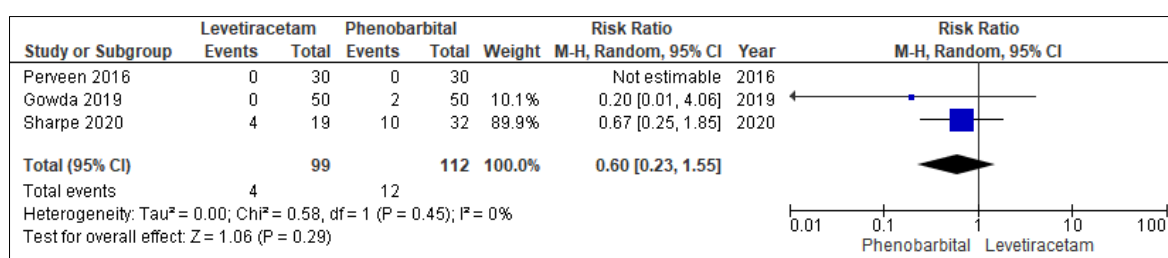 Levetiracetam Phenobarbital Risk Ratio Risk Ratio
Study or Subgroup Events Total Events Total Weight M-H, Random, 95% CI Year M-H, Random, 95% CI
Perveen 2016 0 30 0 30 Not estimable 2016
Gowda 2019 0 50 2 50 10.1% 0.20 [0.01, 4.06] 2019
Sharpe 2020 4 19 10 32 89.9% 0.67 [0.25, 1.85] 2020
Total (95% CI) 99 112 100.0% 0.60 [0.23, 1.55]
Total events 4 12
Heterogeneity: Tau² = 0.00; Chi² = 0.58, df = 1 (P = 0.45); I² = 0%
Test for overall effect: Z = 1.06 (P = 0.29)
0.01 0.1 1 10 100
Phenobarbital Levetiracetam